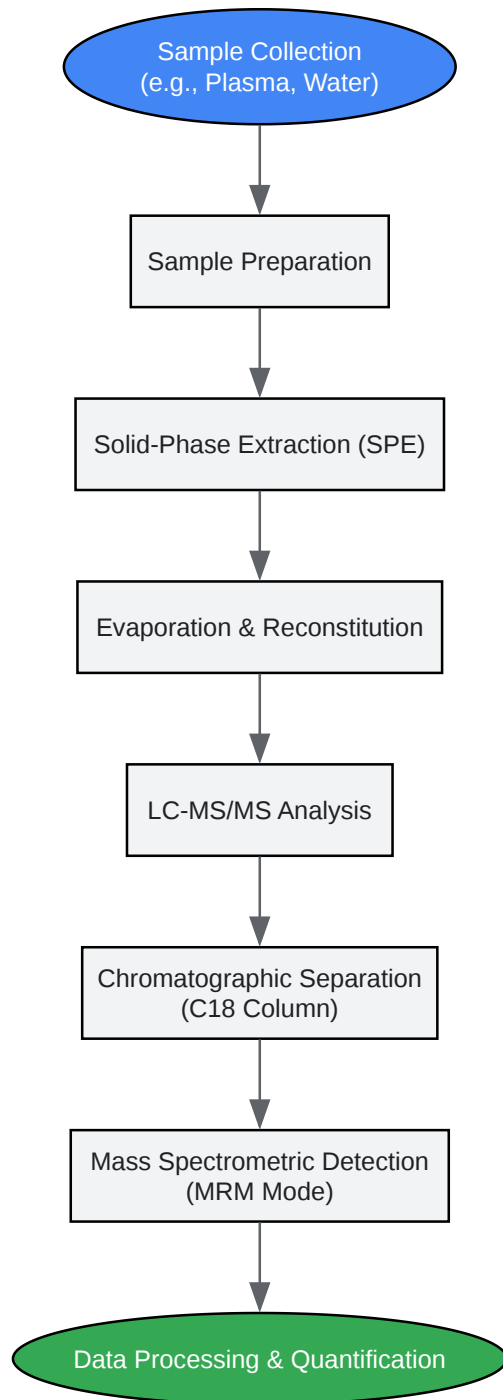 Sample Collection
(e.g., Plasma, Water)
Sample Preparation
Solid-Phase Extraction (SPE)
Evaporation & Reconstitution
LC-MS/MS Analysis
Chromatographic Separation
(C18 Column)
Mass Spectrometric Detection
(MRM Mode)
Data Processing & Quantification